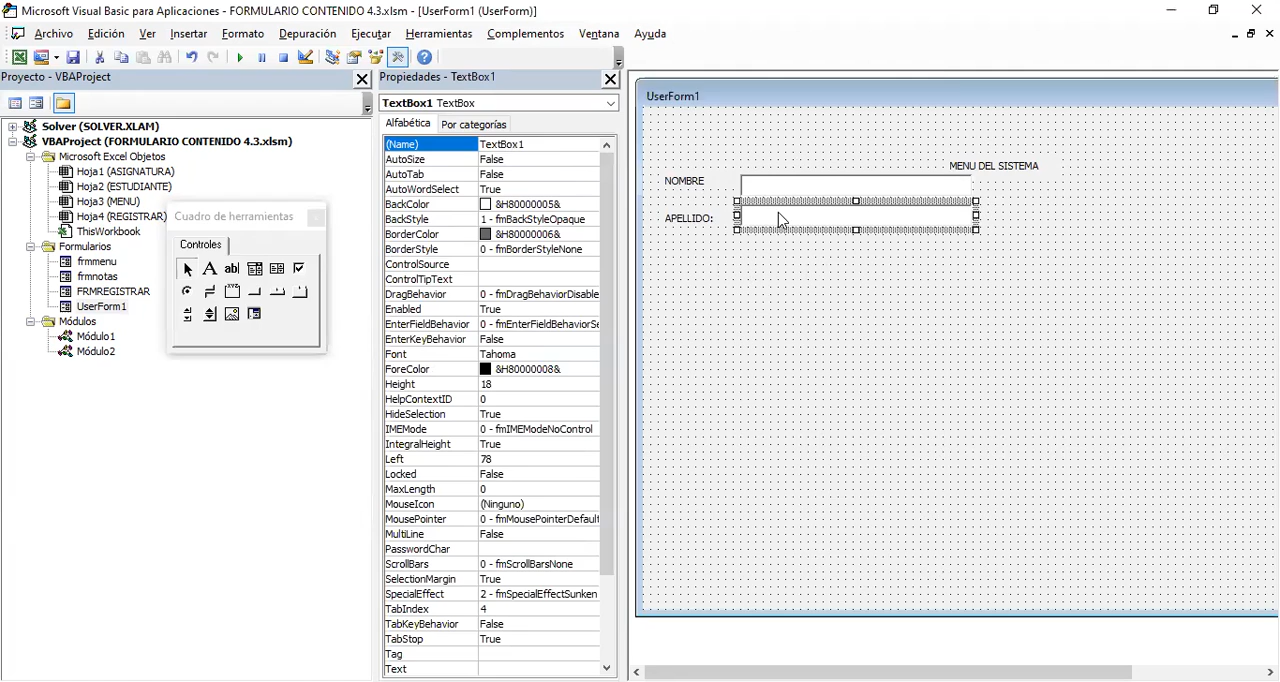 Microsoft Visual Basic para Aplicaciones - FORMULARIO CONTENIDO 4.3.xlsm - [UserForm1 (UserForm)]
Archivo Edición Ver Insertar Formato Depuración Ejecutar Herramientas Complementos Ventana Ayuda
Proyecto - VBAProject
Solver (SOLVER.XLAM)
VBAProject (FORMULARIO CONTENIDO 4.3.xlsm)
Microsoft Excel Objetos
Hoja1 (ASIGNATURA)
Hoja2 (ESTUDIANTE)
Hoja3 (MENU)
Hoja4 (REGISTRAR)
ThisWorkbook
Formularios
frmmenu
frmnotas
FRMREGISTRAR
UserForm1
Módulos
Módulo1
Módulo2
Cuadro de herramientas
Controles
Propiedades - TextBox1
TextBox1 TextBox
Alfabética Por categorías
(Name) TextBox1
AutoSize False
AutoTab False
AutoWordSelect True
BackColor &H80000005&
BackStyle 1 - fmBackStyleOpaque
BorderColor &H80000006&
BorderStyle 0 - fmBorderStyleNone
ControlSource
ControlTipText
DragBehavior 0 - fmDragBehaviorDisable
Enabled True
EnterFieldBehavior 0 - fmEnterFieldBehaviorSe
EnterKeyBehavior False
Font Tahoma
ForeColor &H80000008&
Height 18
HelpContextID 0
HideSelection True
IMEMode 0 - fmIMEModeNoControl
IntegralHeight True
Left 78
Locked False
MaxLength 0
MouseIcon (Ninguno)
MousePointer 0 - fmMousePointerDefault
MultiLine False
PasswordChar
ScrollBars 0 - fmScrollBarsNone
SelectionMargin True
SpecialEffect 2 - fmSpecialEffectSunken
TabIndex 4
TabKeyBehavior False
TabStop True
Tag
Text
UserForm1
MENU DEL SISTEMA
NOMBRE
APELLIDO: